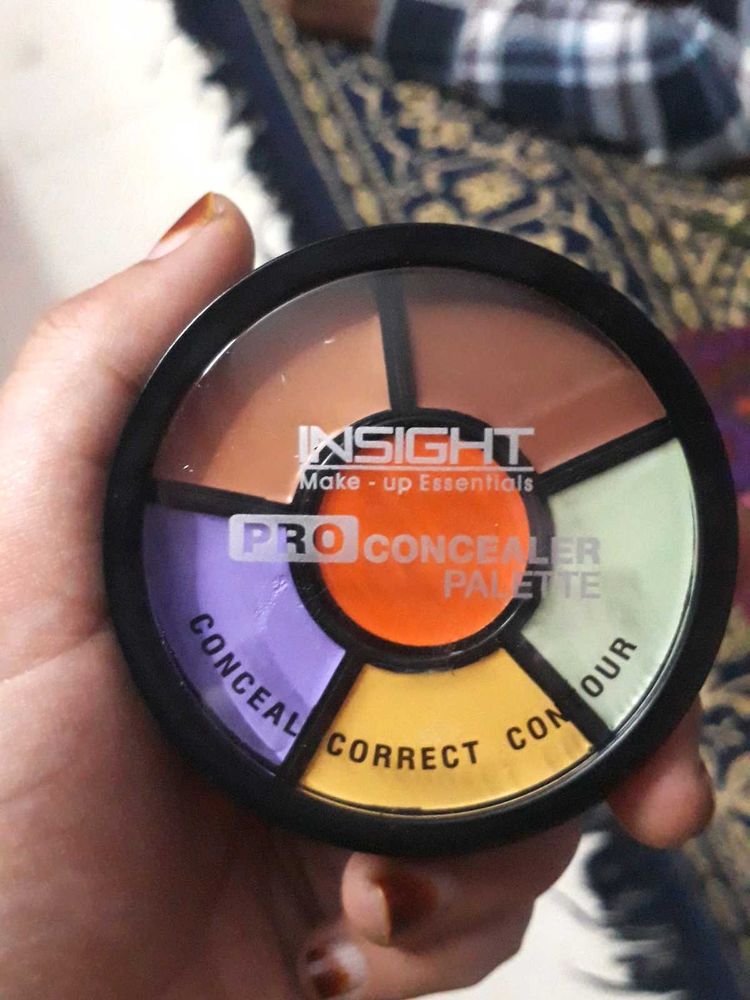 INSIGHT
Make - up Essentials
PRO CONCEALER
PALETTE
CONCEAL CORRECT CONTOUR